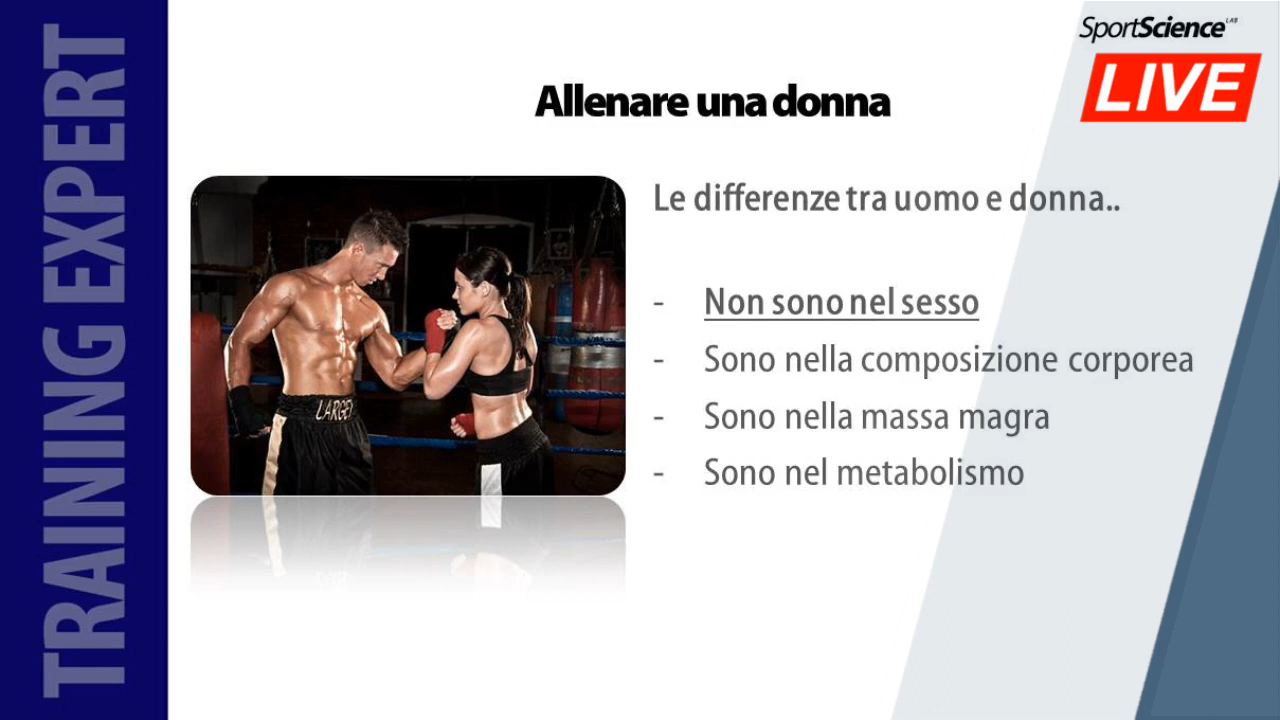 TRAINING EXPERT
SportScience LAB
LIVE
Allenare una donna
Le differenze tra uomo e donna..
- Non sono nel sesso
- Sono nella composizione corporea
- Sono nella massa magra
- Sono nel metabolismo